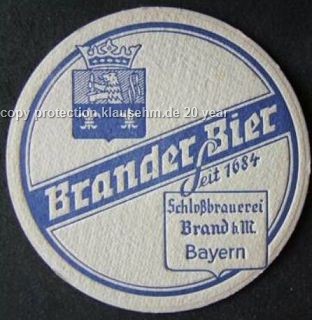 copy protection klausehm.de 20 year
Brander Bier
Seit 1684
Schloßbrauerei
Brand b.M.
Bayern